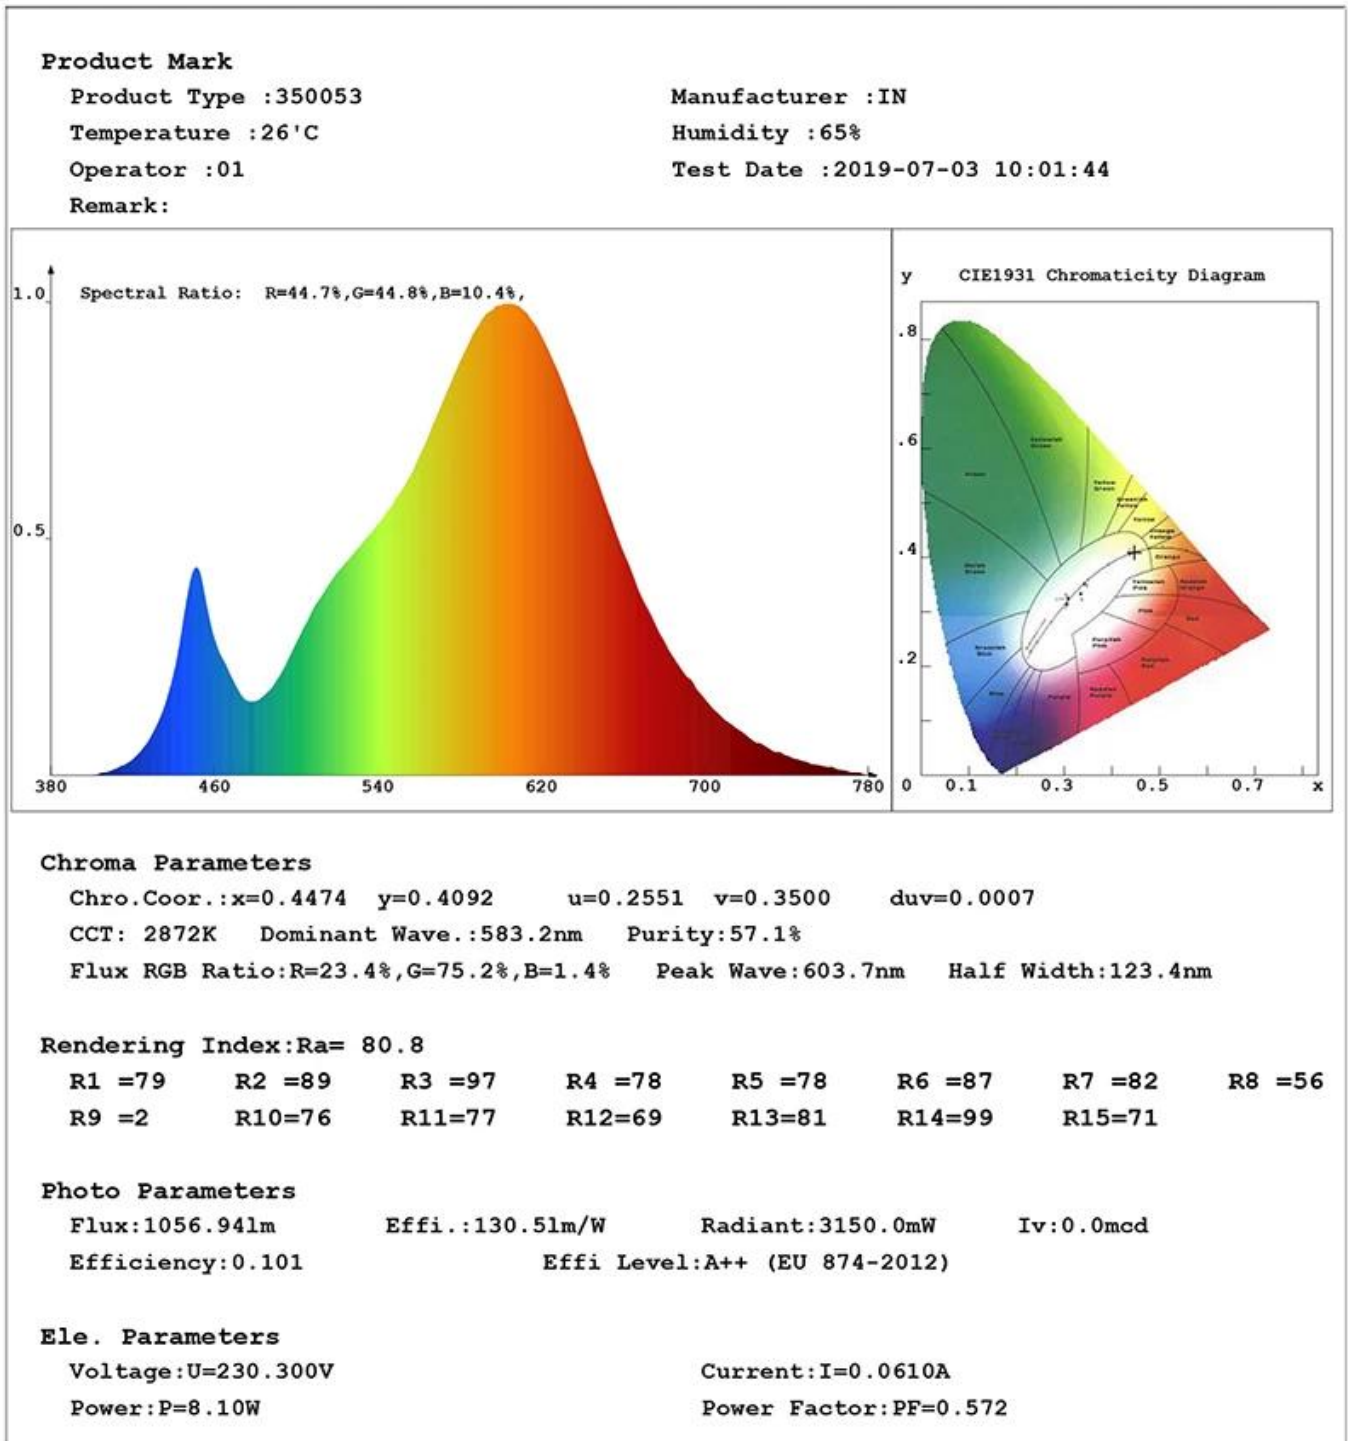 Product Mark
Product Type :350053 Manufacturer :IN
Temperature :26'C Humidity :65%
Operator :01 Test Date :2019-07-03 10:01:44
Remark:
Spectral Ratio: R=44.7%,G=44.8%,B=10.4%,
1.0
0.5
380 460 540 620 700 780
y CIE1931 Chromaticity Diagram
.8
.6
.4
.2
0 0.1 0.3 0.5 0.7 x
Chroma Parameters
Chro.Coor.:x=0.4474 y=0.4092 u=0.2551 v=0.3500 duv=0.0007
CCT: 2872K Dominant Wave.:583.2nm Purity:57.1%
Flux RGB Ratio:R=23.4%,G=75.2%,B=1.4% Peak Wave:603.7nm Half Width:123.4nm
Rendering Index:Ra= 80.8
R1 =79 R2 =89 R3 =97 R4 =78 R5 =78 R6 =87 R7 =82 R8 =56
R9 =2 R10=76 R11=77 R12=69 R13=81 R14=99 R15=71
Photo Parameters
Flux:1056.94lm Effi.:130.5lm/W Radiant:3150.0mW Iv:0.0mcd
Efficiency:0.101 Effi Level:A++ (EU 874-2012)
Ele. Parameters
Voltage:U=230.300V Current:I=0.0610A
Power:P=8.10W Power Factor:PF=0.572